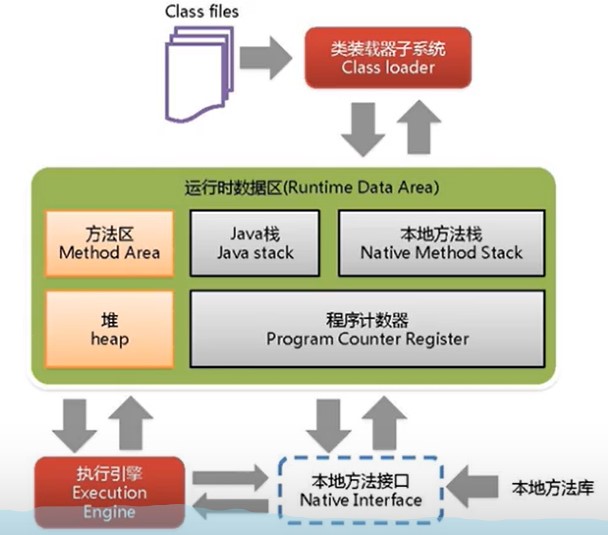 Class files
类装载器子系统
Class loader
运行时数据区(Runtime Data Area)
方法区
Method Area
Java栈
Java stack
本地方法栈
Native Method Stack
堆
heap
程序计数器
Program Counter Register
执行引擎
Execution
Engine
本地方法接口
Native Interface
本地方法库